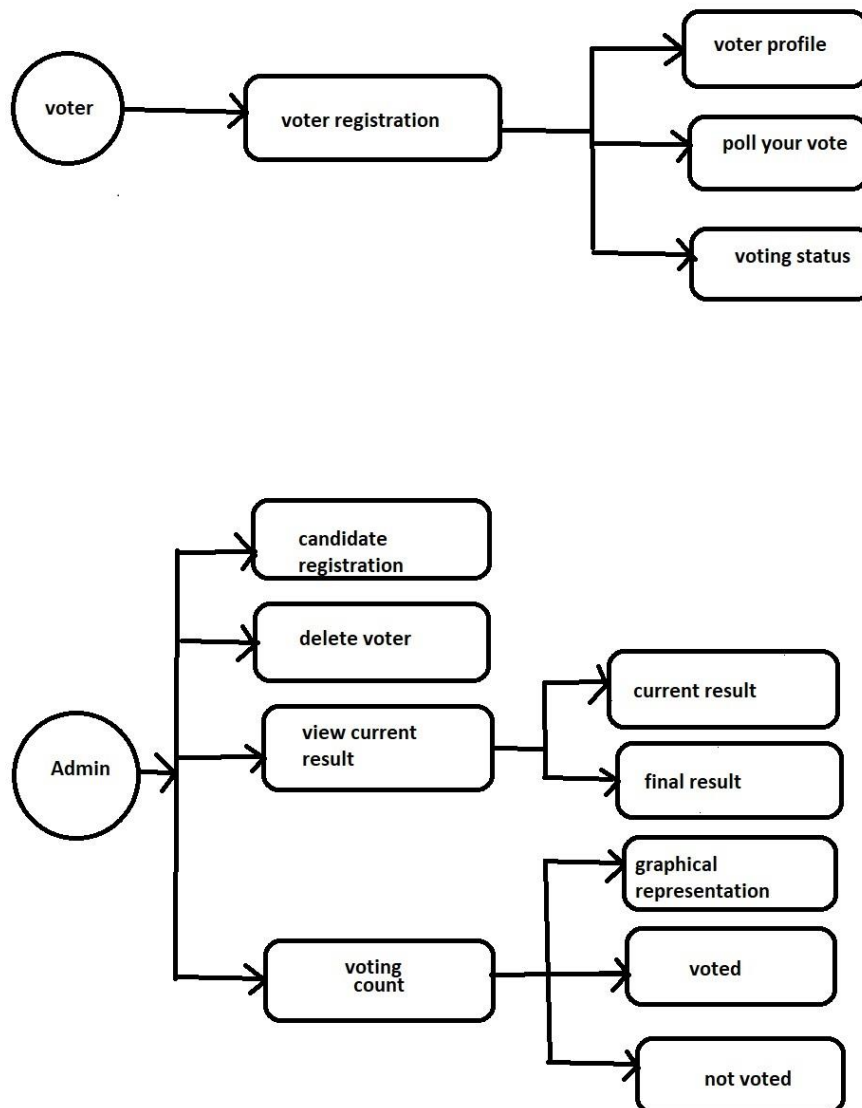 voter
voter registration
voter profile
poll your vote
voting status
Admin
candidate
registration
delete voter
view current
result
current result
final result
voting
count
graphical
representation
voted
not voted